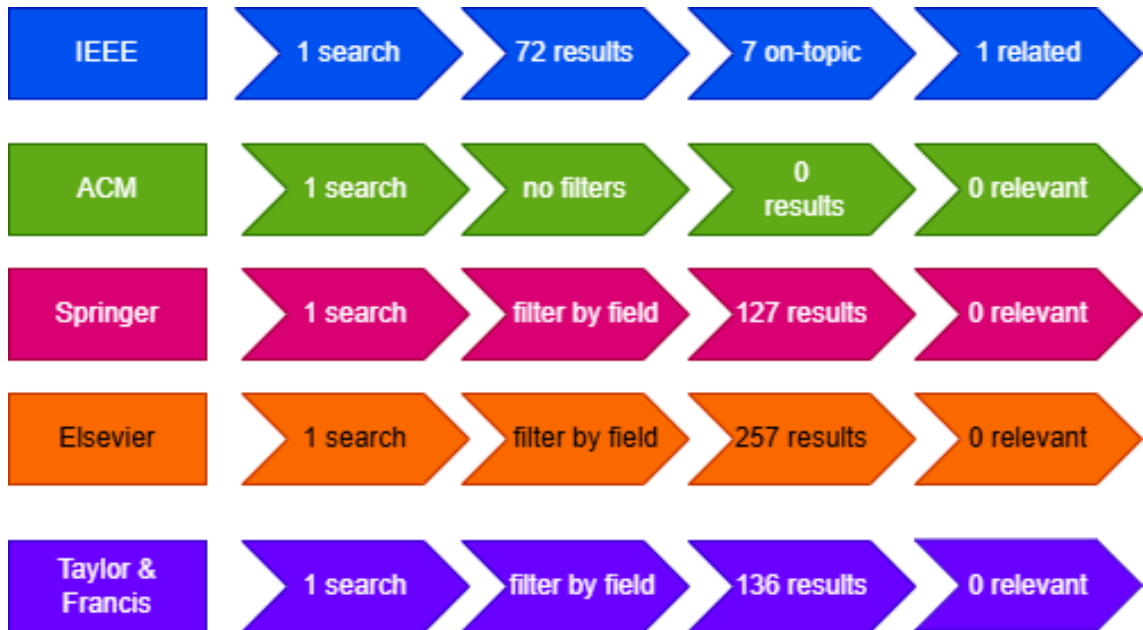 IEEE
1 search
72 results
7 on-topic
1 related
ACM
1 search
no filters
0
results
0 relevant
Springer
1 search
filter by field
127 results
0 relevant
Elsevier
1 search
filter by field
257 results
0 relevant
Taylor &
Francis
1 search
filter by field
136 results
0 relevant